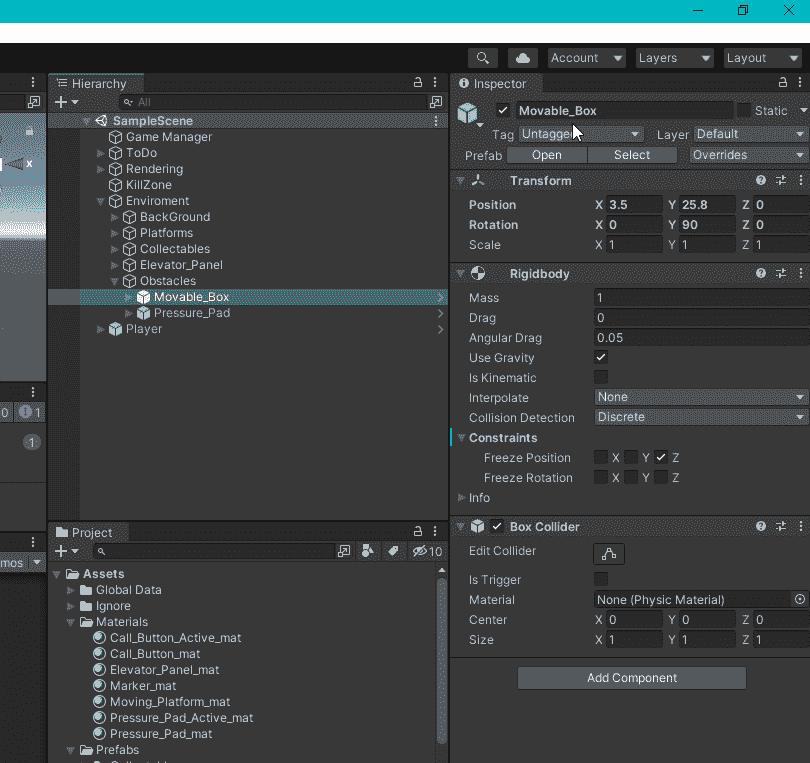 Account Layers Layout
Hierarchy
All
SampleScene
Game Manager
ToDo
Rendering
KillZone
Enviroment
BackGround
Platforms
Collectables
Elevator_Panel
Obstacles
Movable_Box
Pressure_Pad
Player
x
0 1
1
mos
Project
10
Assets
Global Data
Ignore
Materials
Call_Button_Active_mat
Call_Button_mat
Elevator_Panel_mat
Marker_mat
Moving_Platform_mat
Pressure_Pad_Active_mat
Pressure_Pad_mat
Prefabs
Inspector
Movable_Box Static
Tag Untagged Layer Default
Prefab Open Select Overrides
Transform
Position X 3.5 Y 25.8 Z 0
Rotation X 0 Y 90 Z 0
Scale X 1 Y 1 Z 1
Rigidbody
Mass 1
Drag 0
Angular Drag 0.05
Use Gravity
Is Kinematic
Interpolate None
Collision Detection Discrete
Constraints
Freeze Position X Y Z
Freeze Rotation X Y Z
Info
Box Collider
Edit Collider
Is Trigger
Material None (Physic Material)
Center X 0 Y 0 Z 0
Size X 1 Y 1 Z 1
Add Component